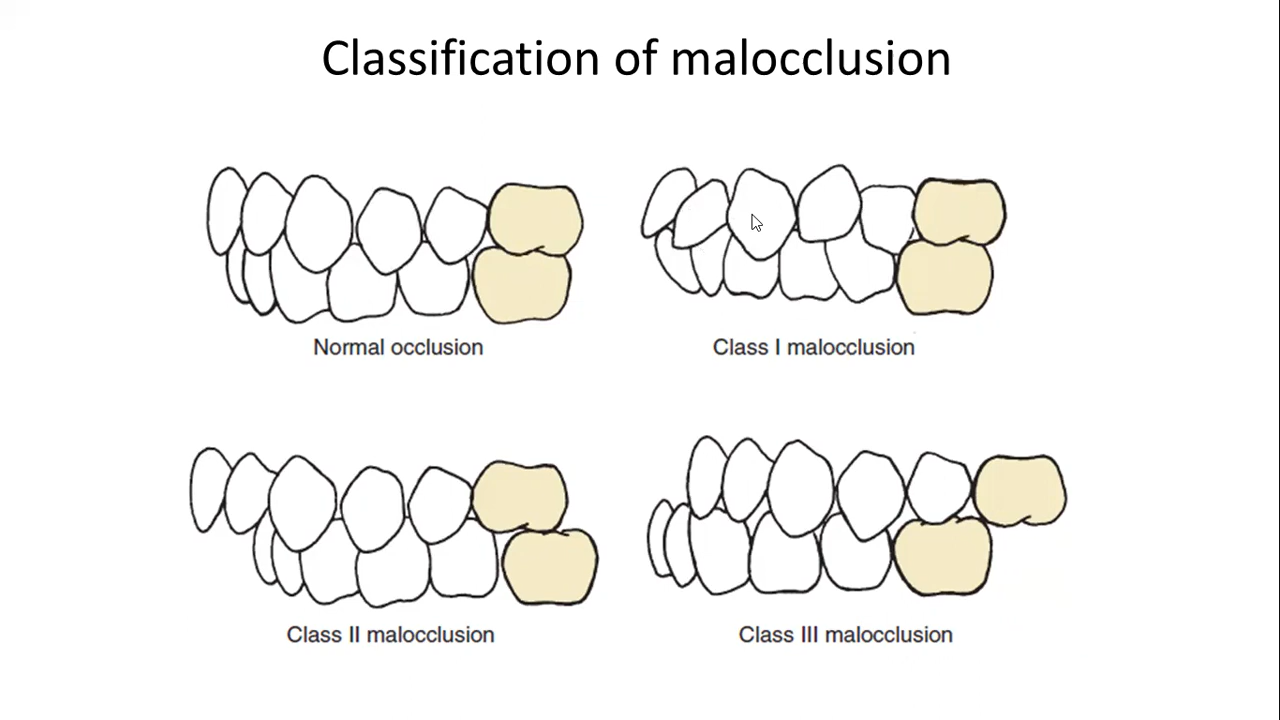 Classification of malocclusion
Normal occlusion
Class I malocclusion
Class II malocclusion
Class III malocclusion